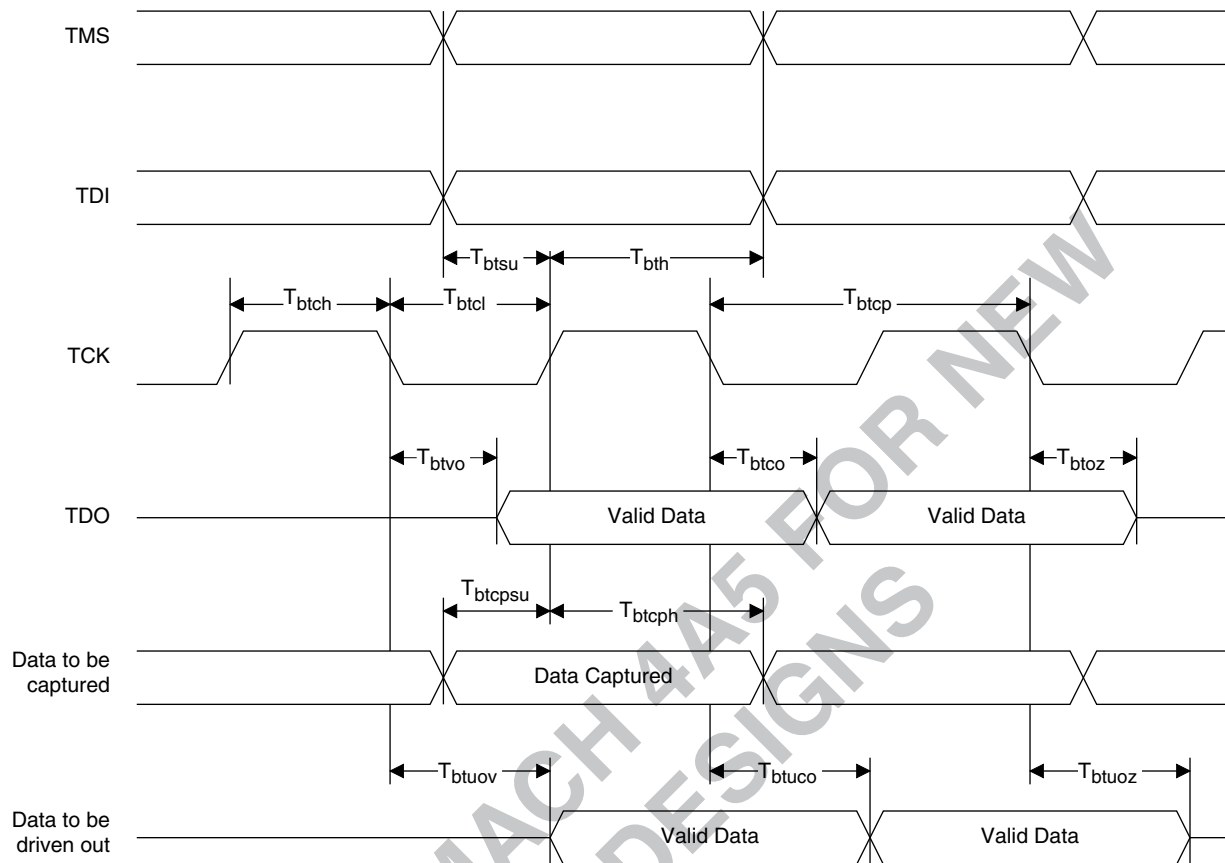 TMS
TDI
Tbtsu
Tbth
Tbtch
Tbtcl
Tbtcp
TCK
Tbtvo
Tbtco
Tbtoz
TDO
Valid Data
Valid Data
Tbtcpsu
Tbtcph
Data to be
captured
Data Captured
Tbtuov
Tbtuco
Tbtuoz
Data to be
driven out
Valid Data
Valid Data
MACH 4A5 FOR NEW
DESIGNS